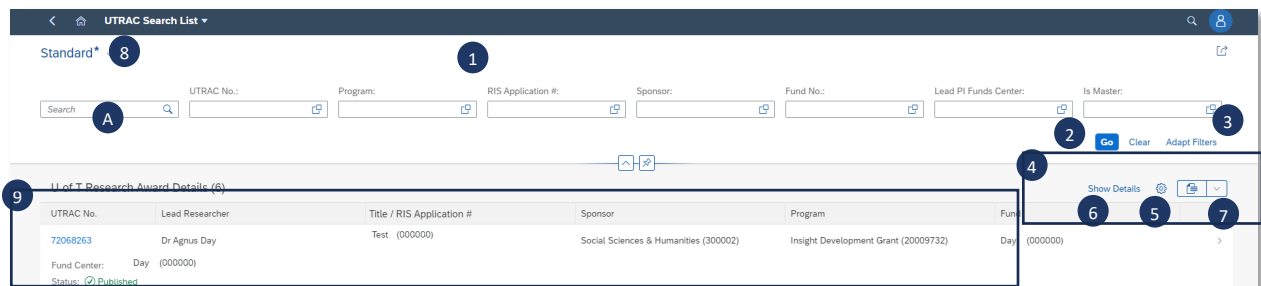 UTRAC Search List
Standard* 8
1
UTRAC No.: Program: RIS Application #: Sponsor: Fund No.: Lead PI Funds Center: Is Master:
Search
A 3
2 Go Clear Adapt Filters
4
U of T Research Award Details (6) Show Details
9
6 5 7
UTRAC No. Lead Researcher Title / RIS Application # Sponsor Program Fund
72068263 Dr Agnus Day Test (000000) Social Sciences & Humanities (300002) Insight Development Grant (20009732) Day (000000)
Fund Center: Day (000000)
Status: Published